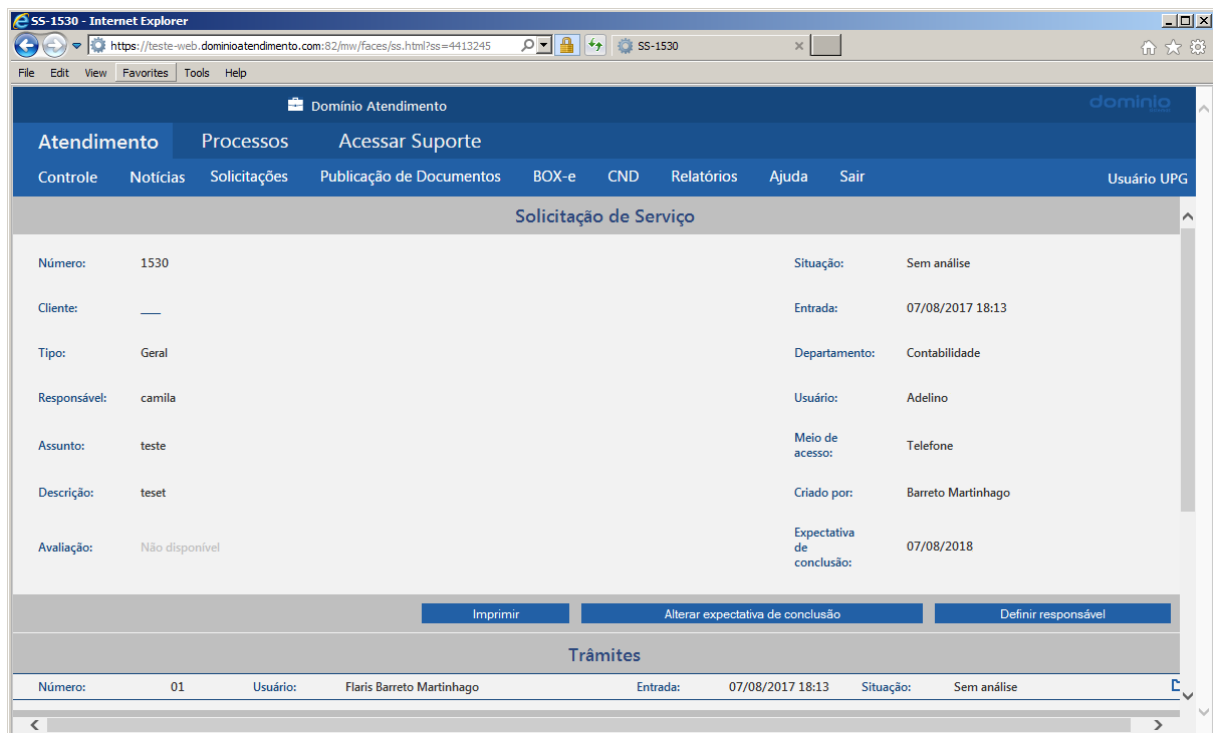 SS-1530 - Internet Explorer
https://teste-web.dominioatendimento.com:82/mw/faces/ss.html?ss=4413245 SS-1530
File Edit View Favorites Tools Help
Domínio Atendimento dominio
Atendimento Processos Acessar Suporte
Controle Notícias Solicitações Publicação de Documentos BOX-e CND Relatórios Ajuda Sair Usuário UPG
Solicitação de Serviço
Número: 1530 Situação: Sem análise
Cliente: ___ Entrada: 07/08/2017 18:13
Tipo: Geral Departamento: Contabilidade
Responsável: camila Usuário: Adelino
Assunto: teste Meio de
acesso: Telefone
Descrição: teset Criado por: Barreto Martinhago
Avaliação: Não disponível Expectativa
de
conclusão: 07/08/2018
Imprimir Alterar expectativa de conclusão Definir responsável
Trâmites
Número: 01 Usuário: Flaris Barreto Martinhago Entrada: 07/08/2017 18:13 Situação: Sem análise